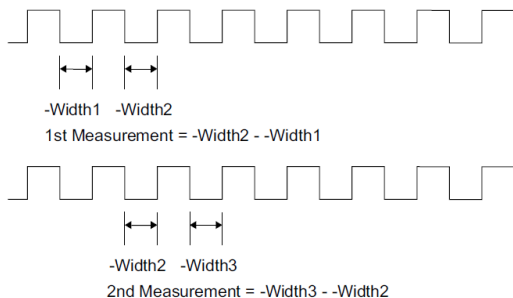 -Width1 -Width2
1st Measurement = -Width2 - -Width1
-Width2 -Width3
2nd Measurement = -Width3 - -Width2